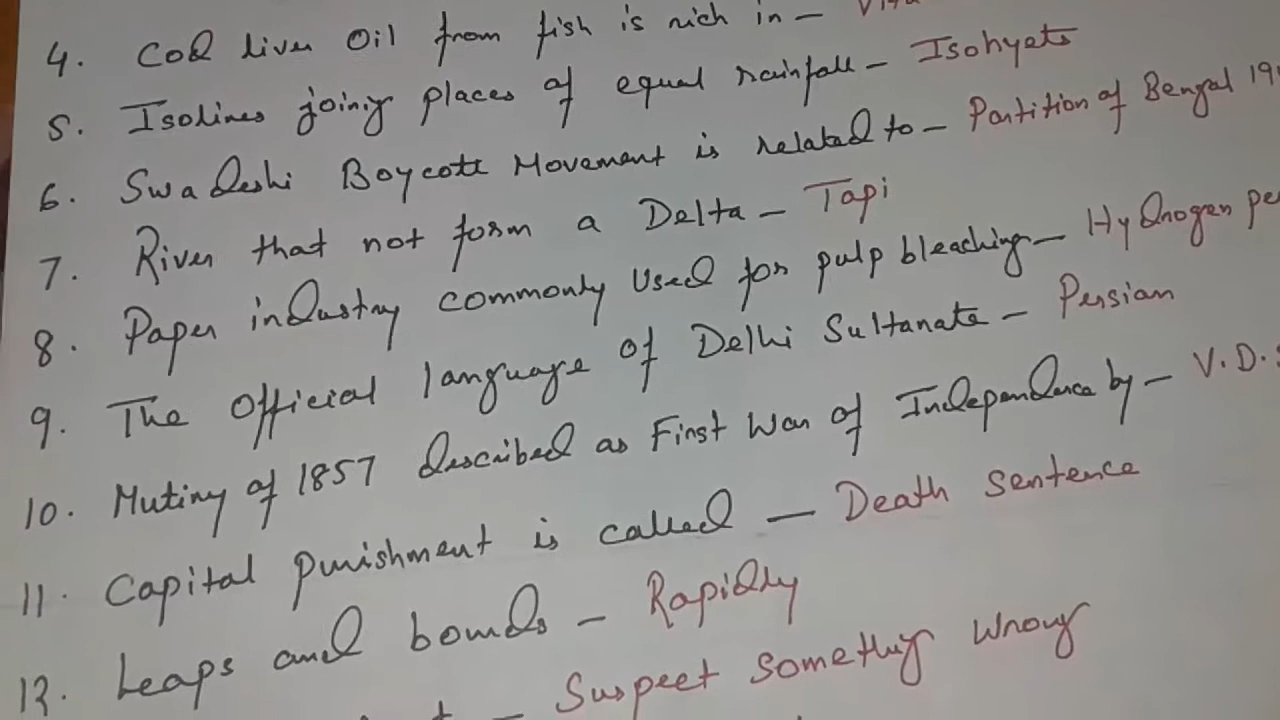 4. Cod liver oil from fish is rich in –
5. Isolines joining places of equal rainfall – Isohyets
6. Swadeshi Boycott Movement is related to – Partition of Bengal 19
7. River that not form a Delta – Tapi
8. Paper industry commonly used for pulp bleaching – Hydrogen pe
9. The official language of Delhi Sultanate – Persian
10. Mutiny of 1857 described as First War of Independence by – V.D.
11. Capital punishment is called – Death sentence
12. Leaps and bonds – Rapidly
– Suspect something wrong